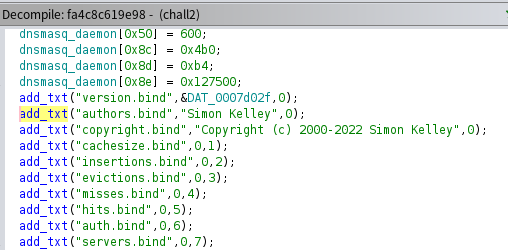 Decompile: fa4c8c619e98 - (chall2)
dnsmasq_daemon[0x50] = 600;
dnsmasq_daemon[0x8c] = 0x4b0;
dnsmasq_daemon[0x8d] = 0xb4;
dnsmasq_daemon[0x8e] = 0x127500;
add_txt("version.bind",&DAT_0007d02f,0);
add_txt("authors.bind","Simon Kelley",0);
add_txt("copyright.bind","Copyright (c) 2000-2022 Simon Kelley",0);
add_txt("cachesize.bind",0,1);
add_txt("insertions.bind",0,2);
add_txt("evictions.bind",0,3);
add_txt("misses.bind",0,4);
add_txt("hits.bind",0,5);
add_txt("auth.bind",0,6);
add_txt("servers.bind",0,7);